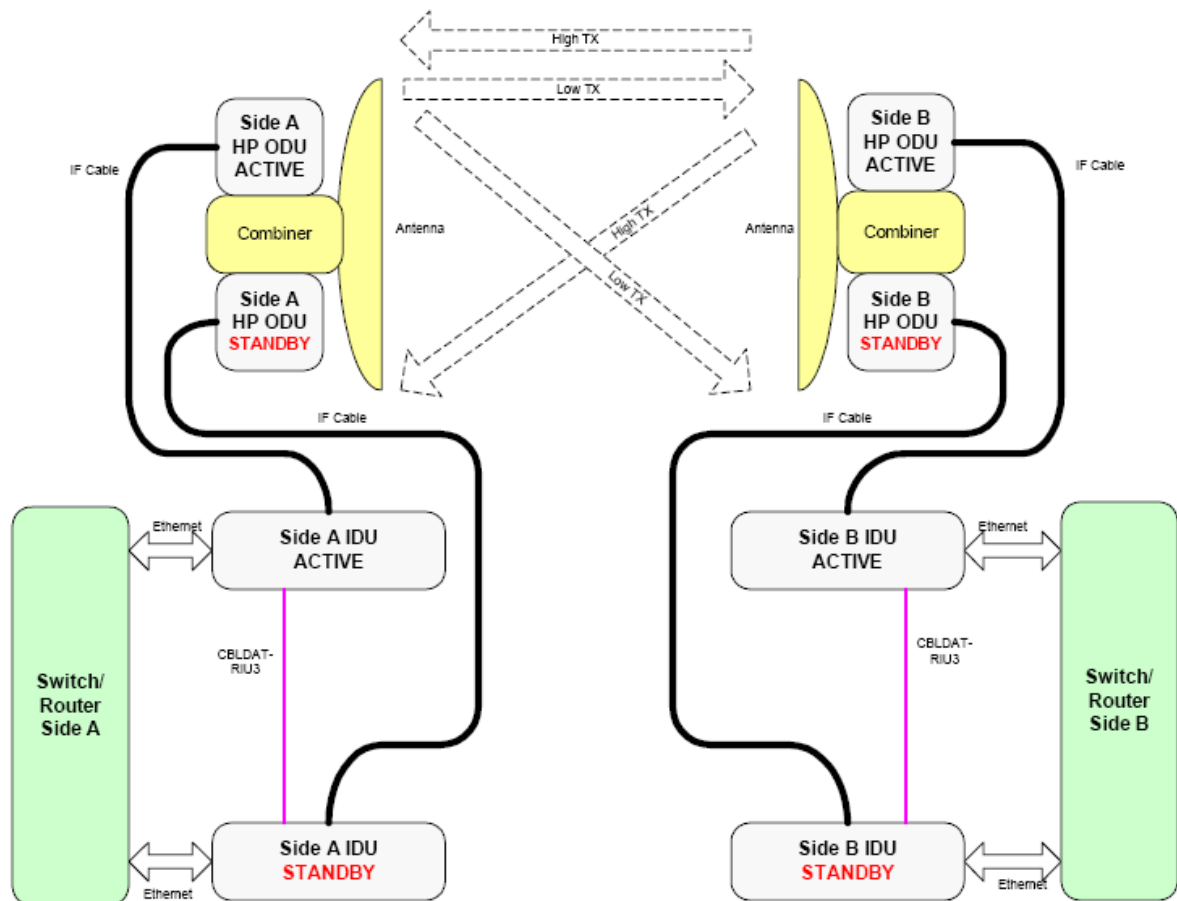 High TX
Low TX
Side A
HP ODU
ACTIVE
Side B
HP ODU
ACTIVE
IF Cable
IF Cable
Combiner
Antenna
High TX
Antenna
Combiner
Low TX
Side A
HP ODU
STANDBY
Side B
HP ODU
STANDBY
IF Cable
IF Cable
Ethernet
Side A IDU
ACTIVE
Side B IDU
ACTIVE
Ethernet
CBLDAT-
RIU3
CBLDAT-
RIU3
Switch/
Router
Side A
Switch/
Router
Side B
Side A IDU
STANDBY
Side B IDU
STANDBY
Ethernet
Ethernet